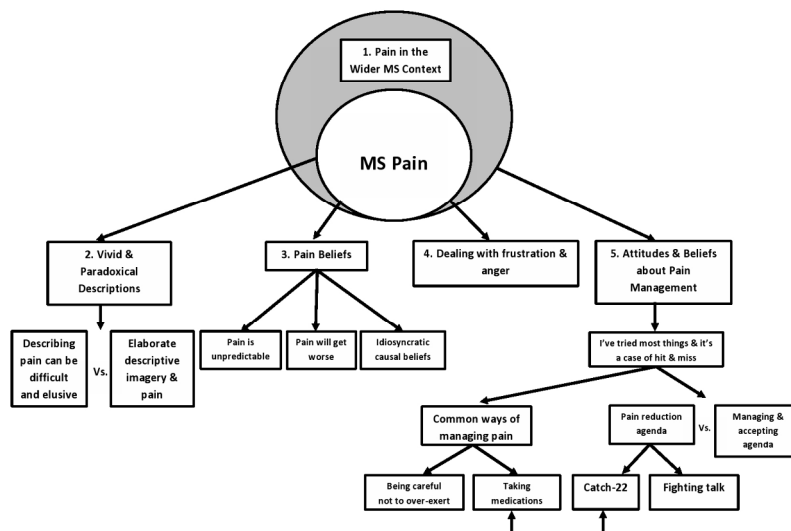 1. Pain in the
Wider MS Context
MS Pain
2. Vivid &
Paradoxical
Descriptions
3. Pain Beliefs
4. Dealing with frustration &
anger
5. Attitudes & Beliefs
about Pain
Management
Describing
pain can be
difficult
and elusive
Vs.
Elaborate
descriptive
imagery &
pain
Pain is
unpredictable
Pain will get
worse
Idiosyncratic
causal beliefs
I've tried most things & it's
a case of hit & miss
Common ways of
managing pain
Pain reduction
agenda
Vs.
Managing &
accepting
agenda
Being careful
not to over-exert
Taking
medications
Catch-22
Fighting talk